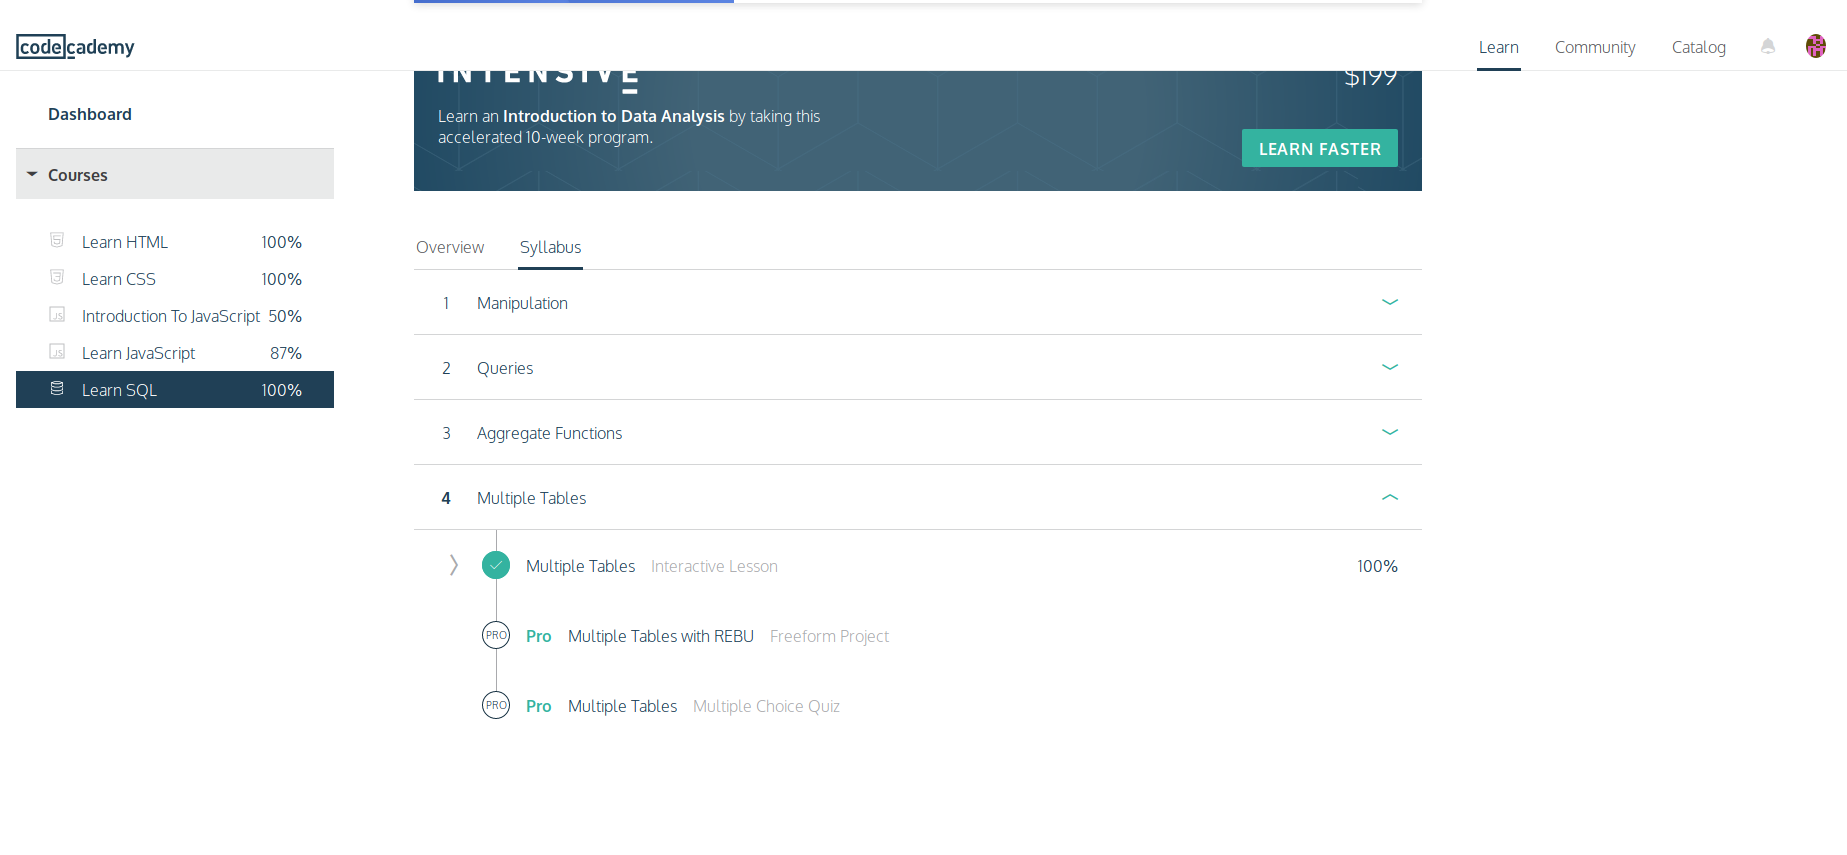 codecademy
Learn Community Catalog
INTENSIVE
$199
Learn an Introduction to Data Analysis by taking this
accelerated 10-week program.
LEARN FASTER
Dashboard
Courses
Learn HTML 100%
Learn CSS 100%
Introduction To JavaScript 50%
Learn JavaScript 87%
Learn SQL 100%
Overview Syllabus
1 Manipulation
2 Queries
3 Aggregate Functions
4 Multiple Tables
Multiple Tables Interactive Lesson 100%
PRO Pro Multiple Tables with REBU Freeform Project
PRO Pro Multiple Tables Multiple Choice Quiz